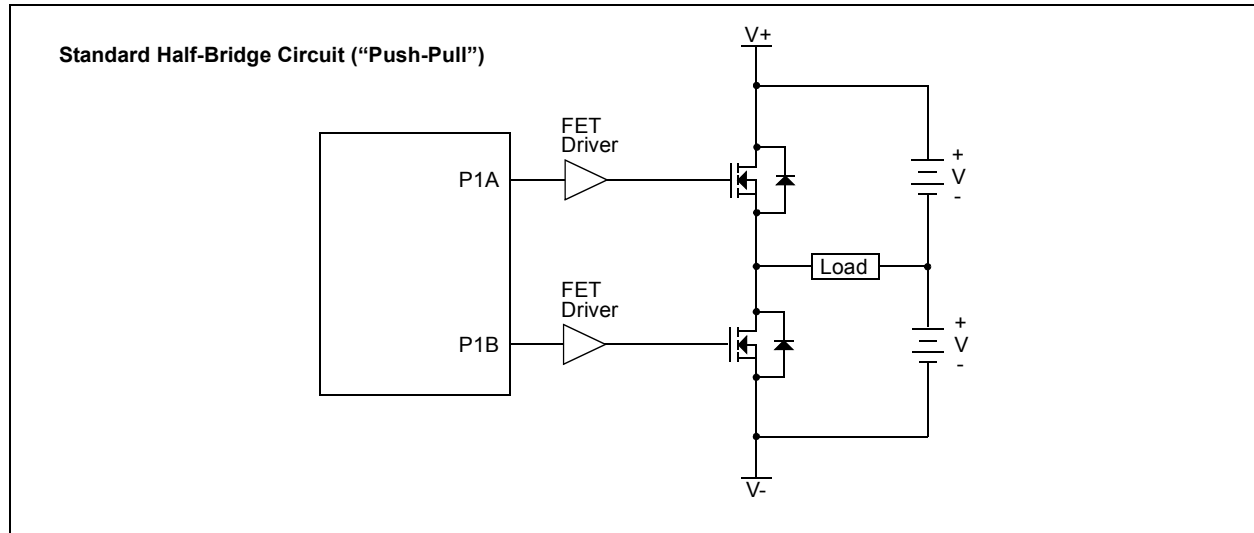 V+
Standard Half-Bridge Circuit (“Push-Pull”)
FET
Driver
P1A
+
V
-
Load
FET
Driver
P1B
+
V
-
V-